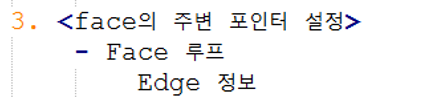 3. <face의 주변 포인터 설정>
- Face 루프
Edge 정보